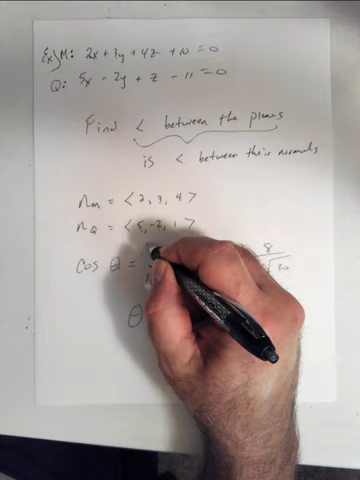 Ex) M: 2x + 3y + 4z + 10 = 0
Q: 5x - 2y + z - 11 = 0
Find < between the planes
is < between their normals
n_M = < 2, 3, 4 >
n_Q = < 5, -2, 1 >
cos θ = 8 √30
θ